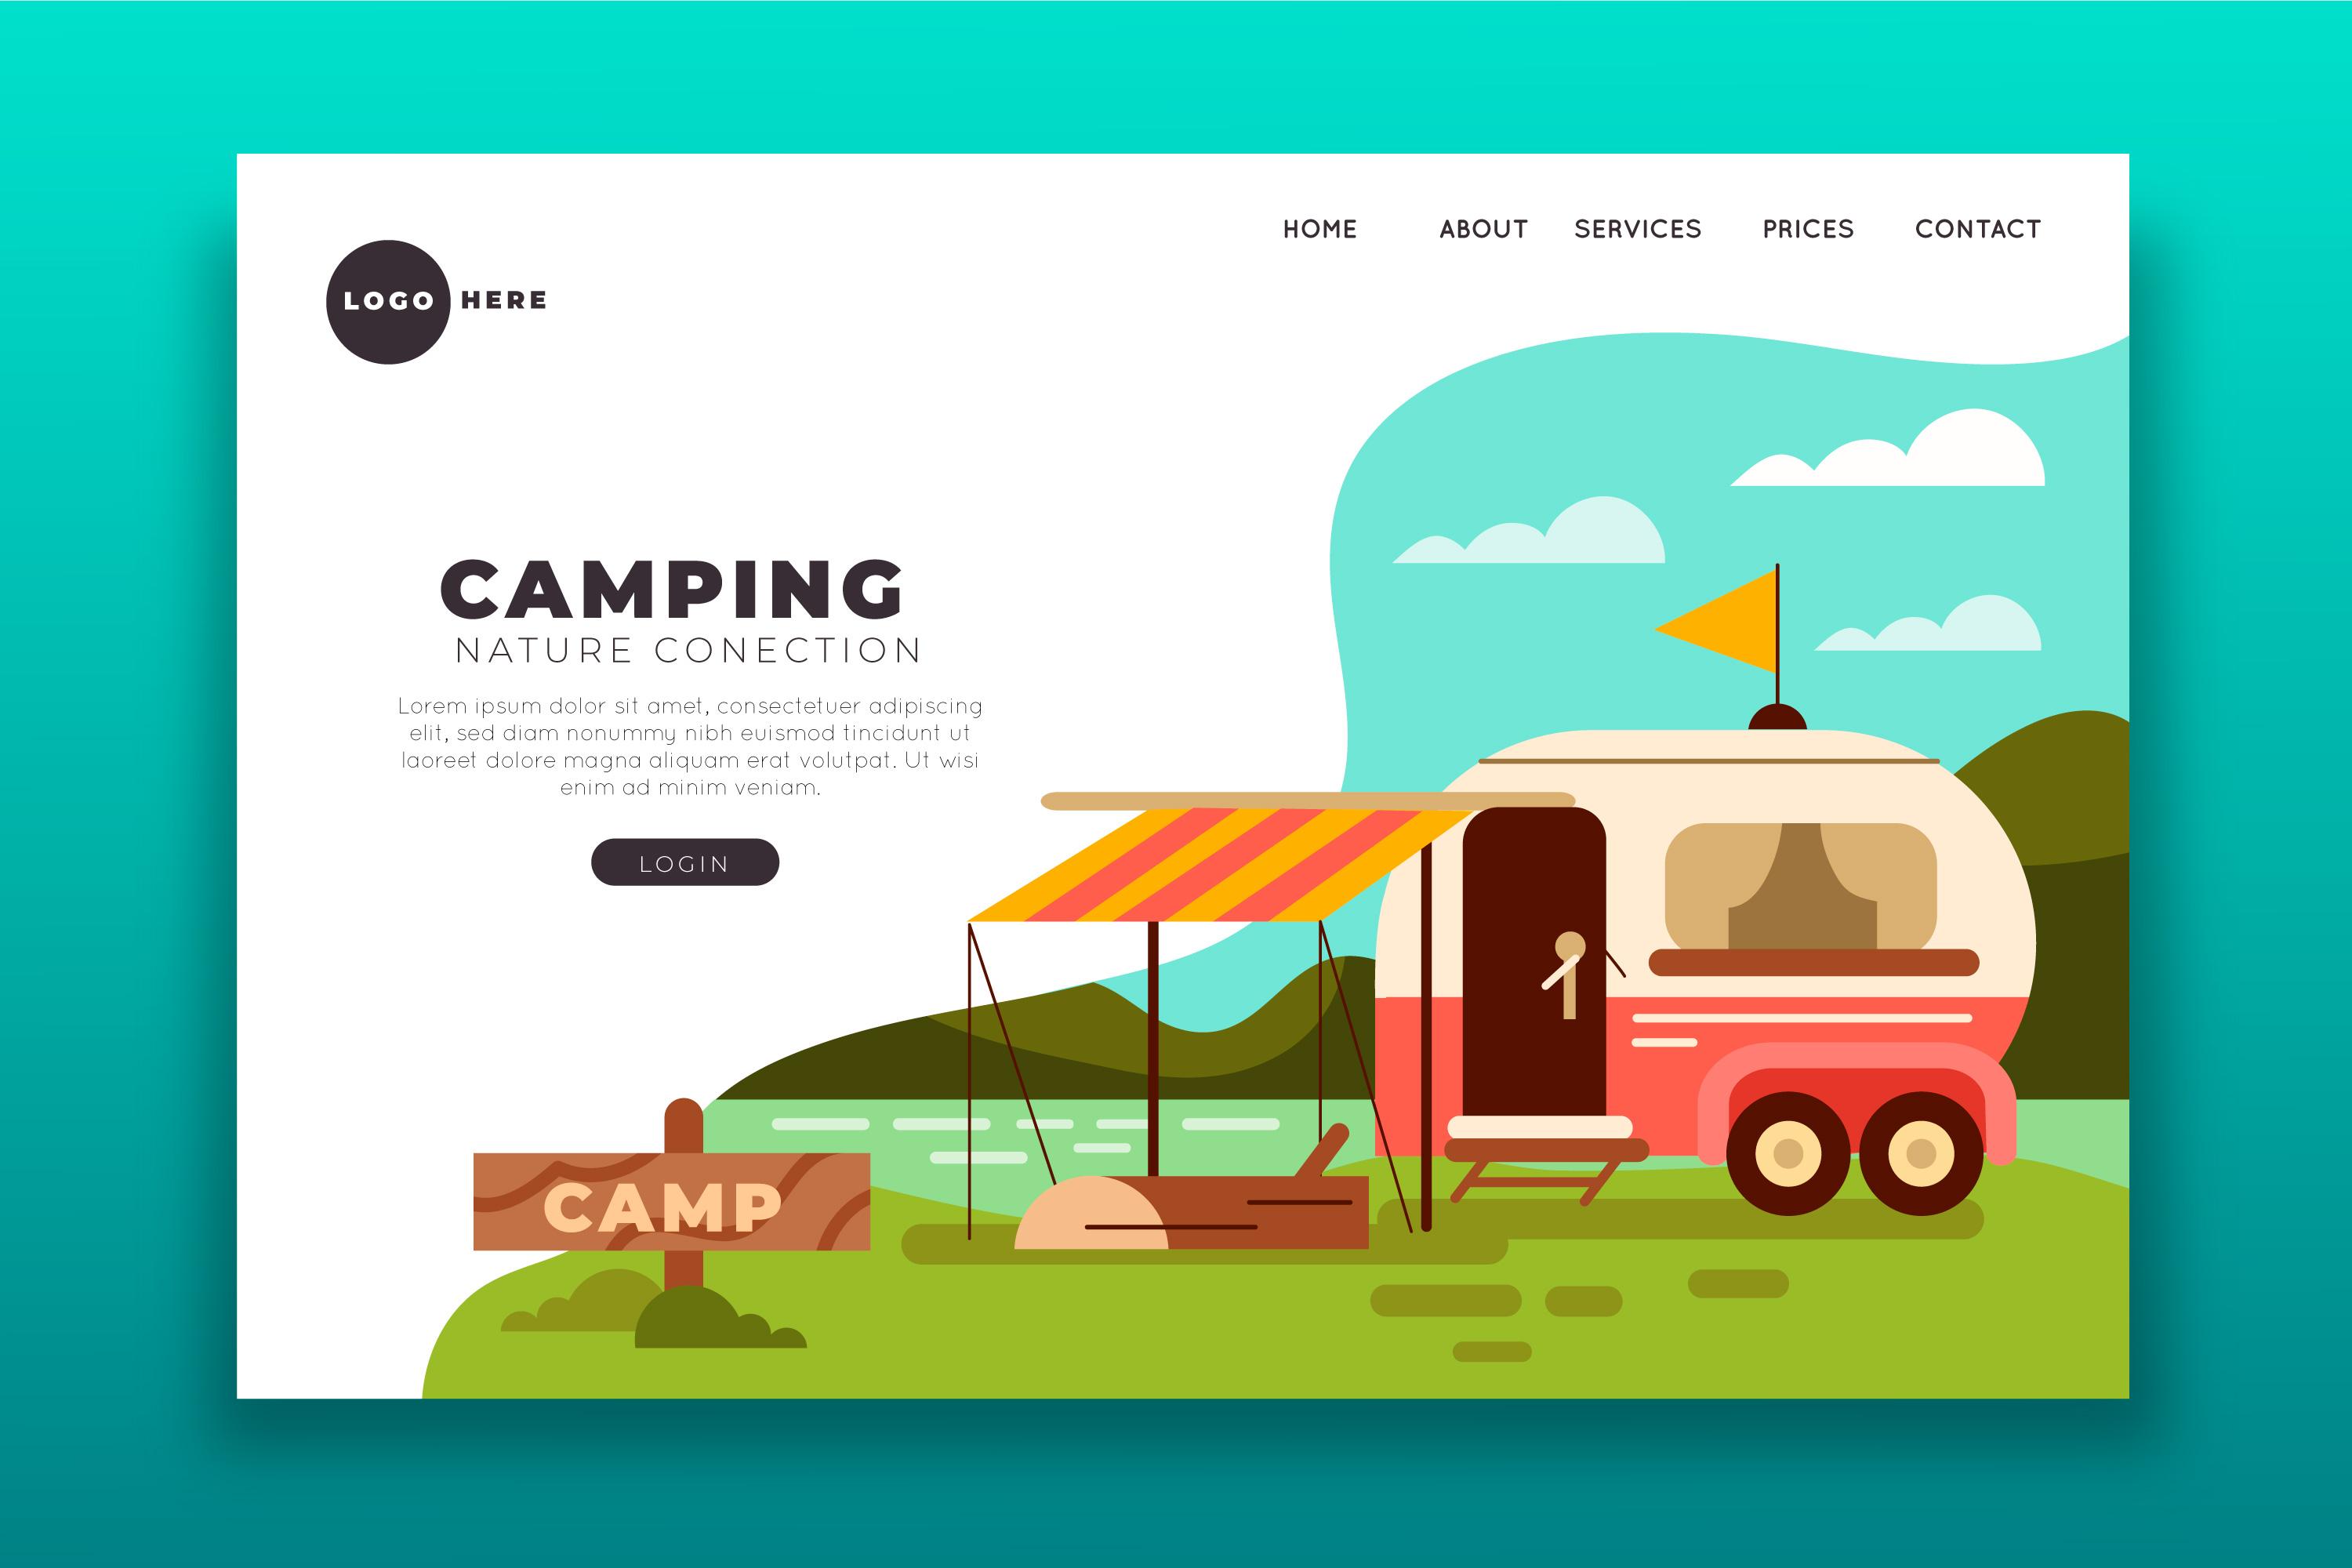 HOME ABOUT SERVICES PRICES CONTACT
LOGO HERE
CAMPING
NATURE CONECTION
Lorem ipsum dolor sit amet, consectetuer adipiscing
elit, sed diam nonummy nibh euismod tincidunt ut
laoreet dolore magna aliquam erat volutpat. Ut wisi
enim ad minim veniam.
LOGIN
CAMP